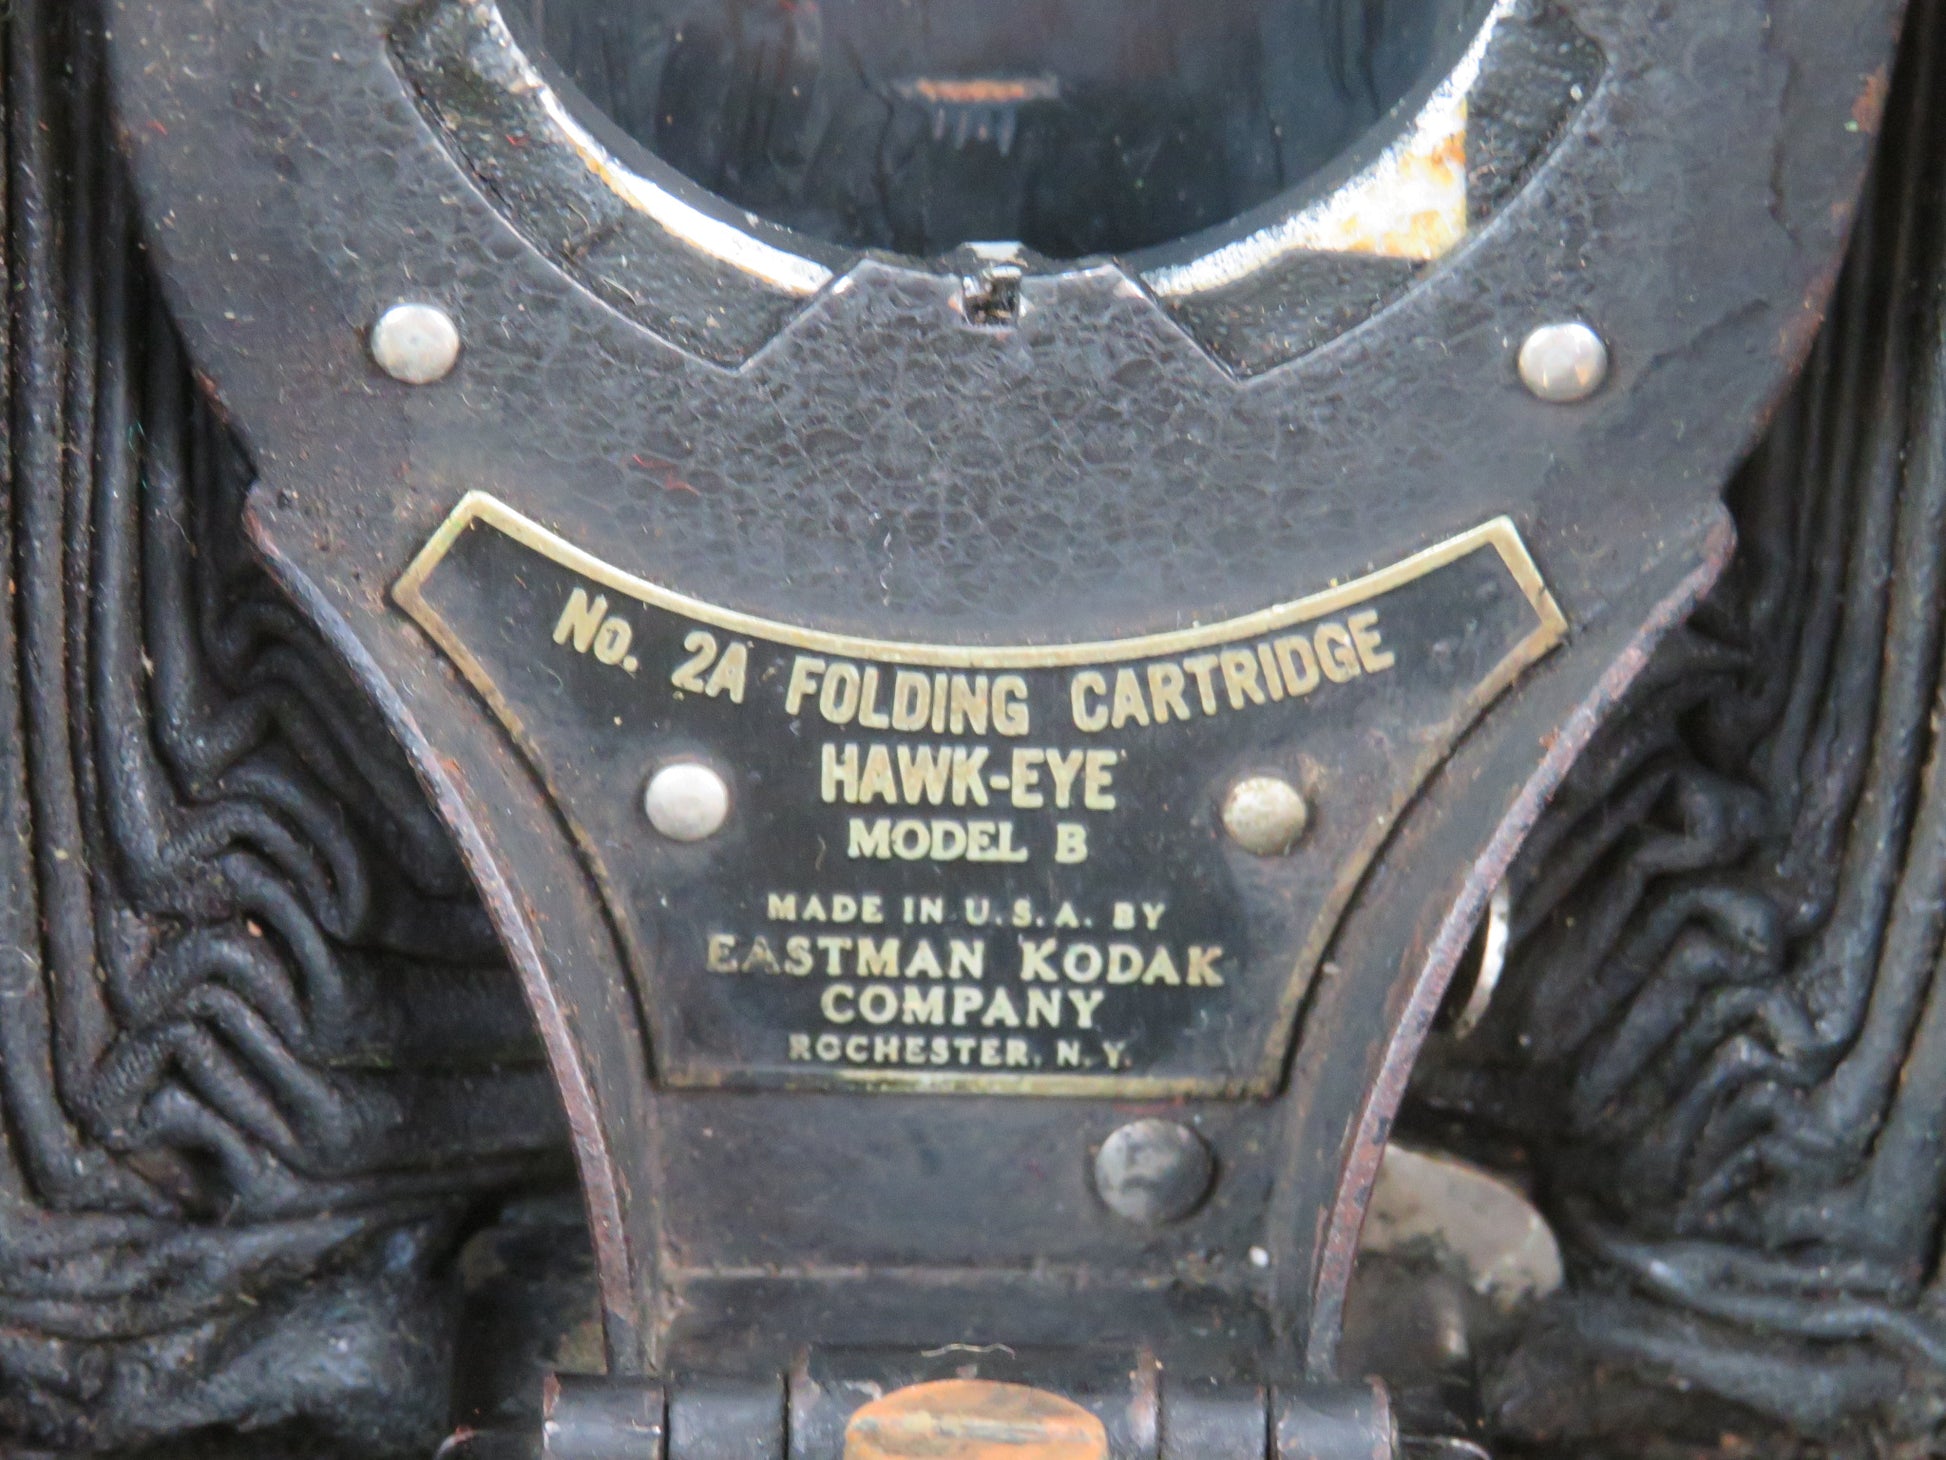 No. 2A FOLDING CARTRIDGE
HAWK-EYE
MODEL B
MADE IN U.S.A. BY
EASTMAN KODAK
COMPANY
ROCHESTER, N.Y.